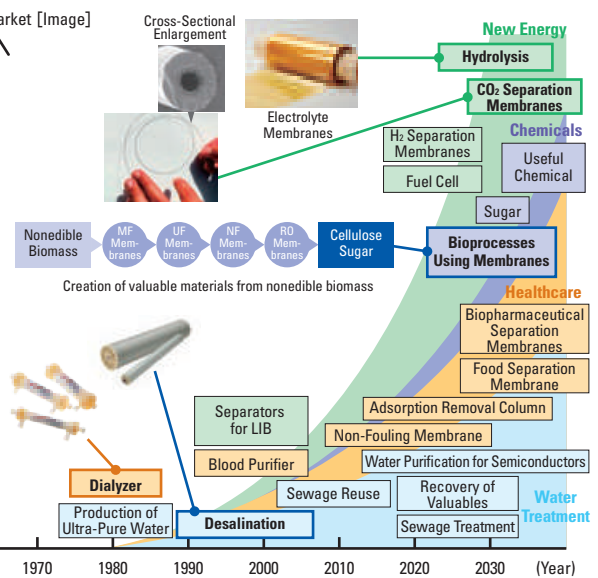 arket [Image]
Cross-Sectional
Enlargement
Electrolyte
Membranes
New Energy
Hydrolysis
CO₂ Separation
Membranes
H₂ Separation
Membranes
Fuel Cell
Chemicals
Useful
Chemical
Sugar
Nonedible
Biomass
MF
Mem-
branes
UF
Mem-
branes
NF
Mem-
branes
RO
Mem-
branes
Cellulose
Sugar
Bioprocesses
Using Membranes
Creation of valuable materials from nonedible biomass
Healthcare
Biopharmaceutical
Separation
Membranes
Food Separation
Membrane
Separators
for LIB
Adsorption Removal Column
Non-Fouling Membrane
Blood Purifier
Water Purification for Semiconductors
Dialyzer
Sewage Reuse
Recovery of
Valuables
Water
Treatment
Production of
Ultra-Pure Water
Desalination
Sewage Treatment
1970 1980 1990 2000 2010 2020 2030 (Year)